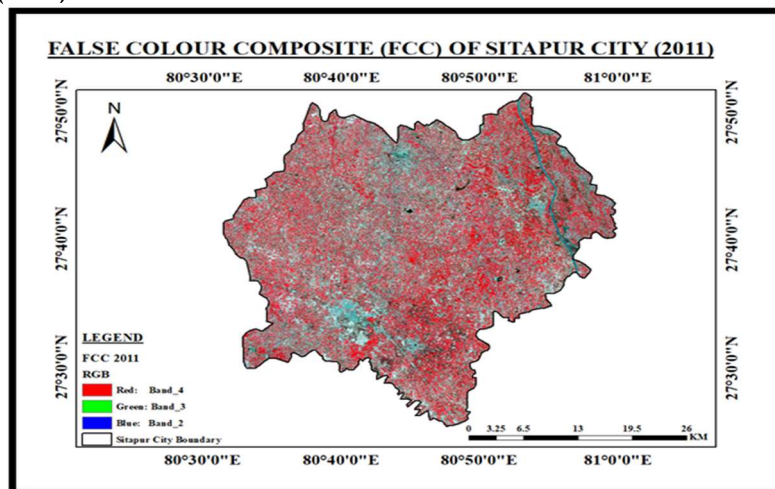 FALSE COLOUR COMPOSITE (FCC) OF SITAPUR CITY (2011)
80°30'0"E 80°40'0"E 80°50'0"E 81°0'0"E
N
27°50'0"N 27°50'0"N
27°40'0"N 27°40'0"N
27°30'0"N 27°30'0"N
LEGEND
FCC 2011
RGB
Red: Band_4
Green: Band_3
Blue: Band_2
Sitapur City Boundary
0 3.25 6.5 13 19.5 26
KM
80°30'0"E 80°40'0"E 80°50'0"E 81°0'0"E